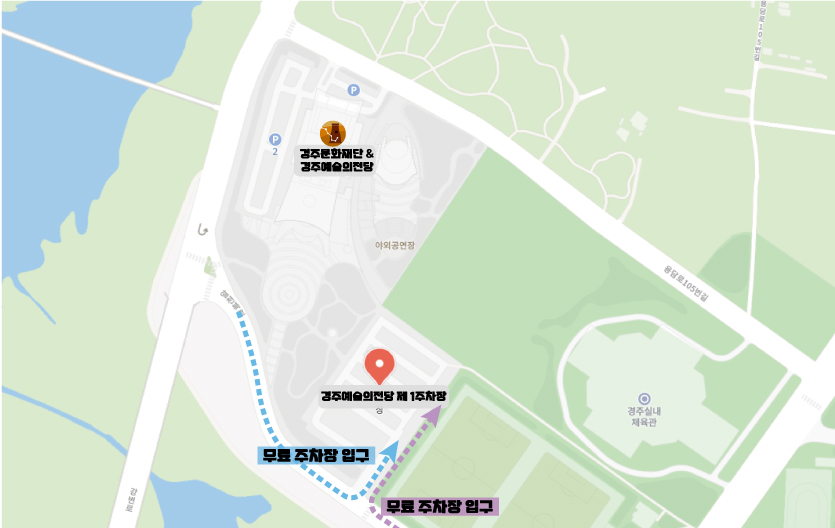 용담로105번길
P
P
2
경주문화재단 &
경주예술의전당
야외공연장
용담로105번길
경주예술의전당 제 1주차장
장
경주실내
체육관
무료 주차장 입구
강변로
무료 주차장 입구